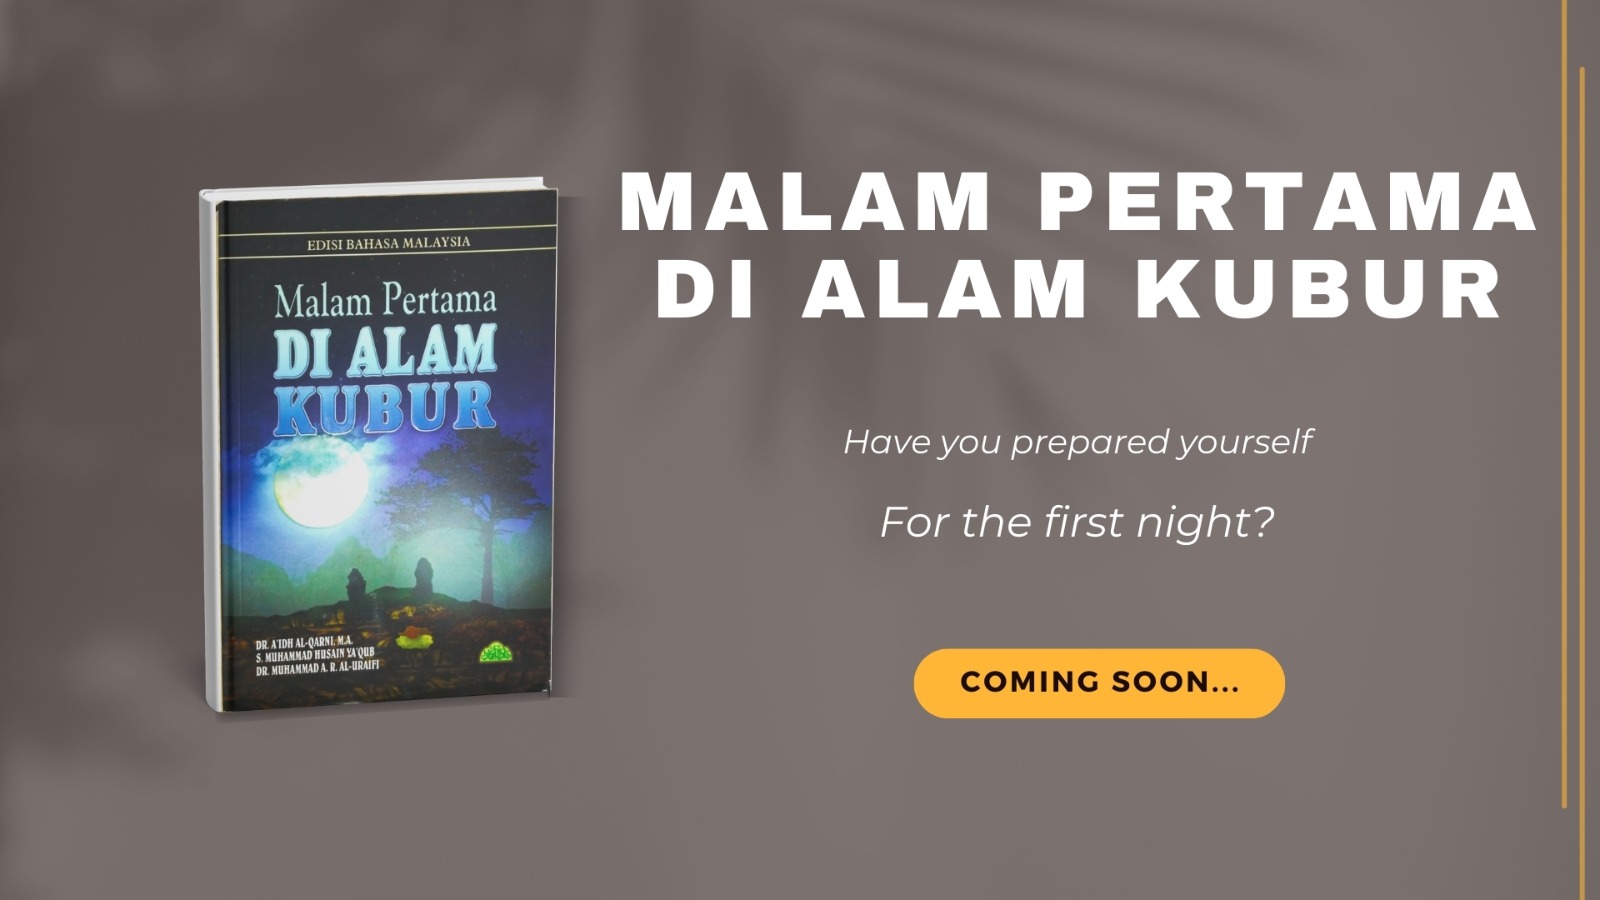 EDISI BAHASA MALAYSIA
Malam Pertama
DI ALAM
KUBUR
DR. A'IDH AL-QARNI, M.A.
S. MUHAMMAD HUSAIN YA'QUB
DR. MUHAMMAD A. R. AL-URAIFI
MALAM PERTAMA
DI ALAM KUBUR
Have you prepared yourself
For the first night?
COMING SOON...